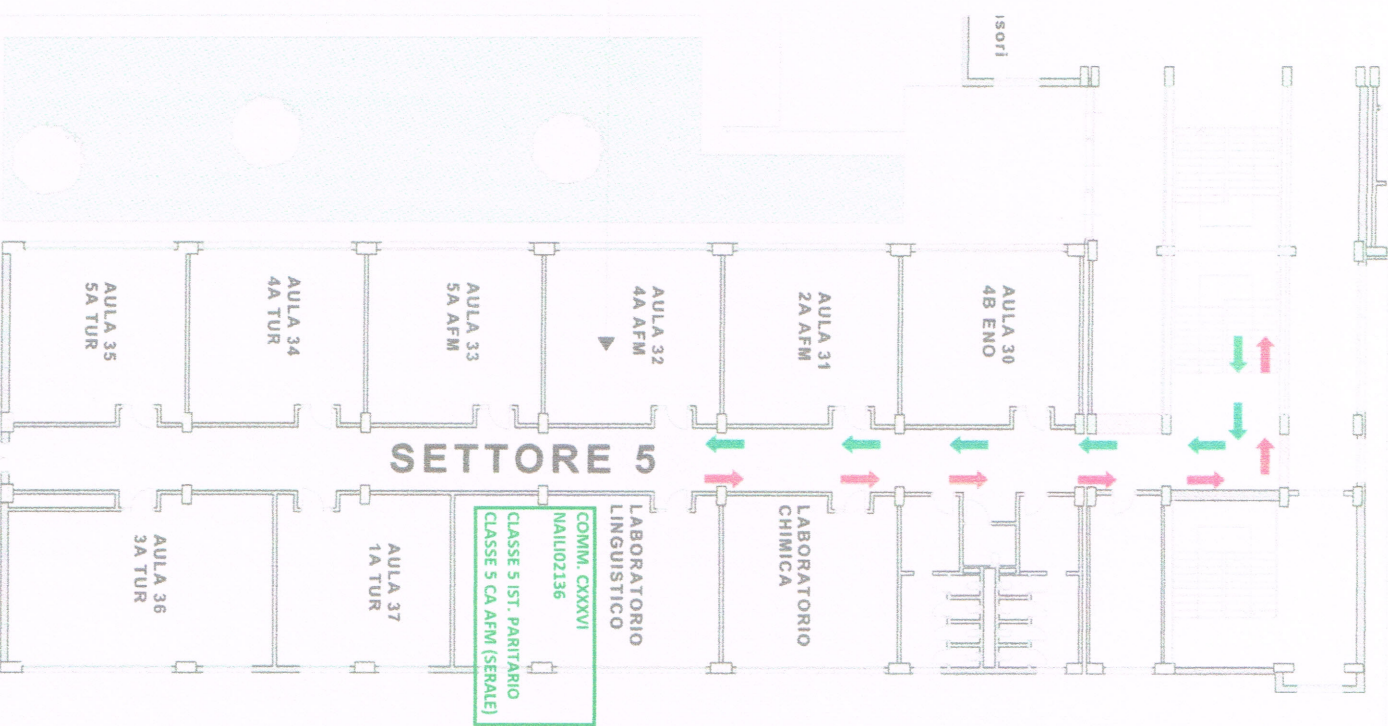 isori
AULA 35
5A TUR
AULA 34
4A TUR
AULA 33
5A AFM
AULA 32
4A AFM
AULA 31
2A AFM
AULA 30
4B ENO
SETTORE 5
AULA 36
3A TUR
AULA 37
1A TUR
COMM. CXXXVI
NAILI02136
CLASSE 5 IST. PARITARIO
CLASSE 5 CA AFM (SERALE)
LABORATORIO
LINGUISTICO
LABORATORIO
CHIMICA